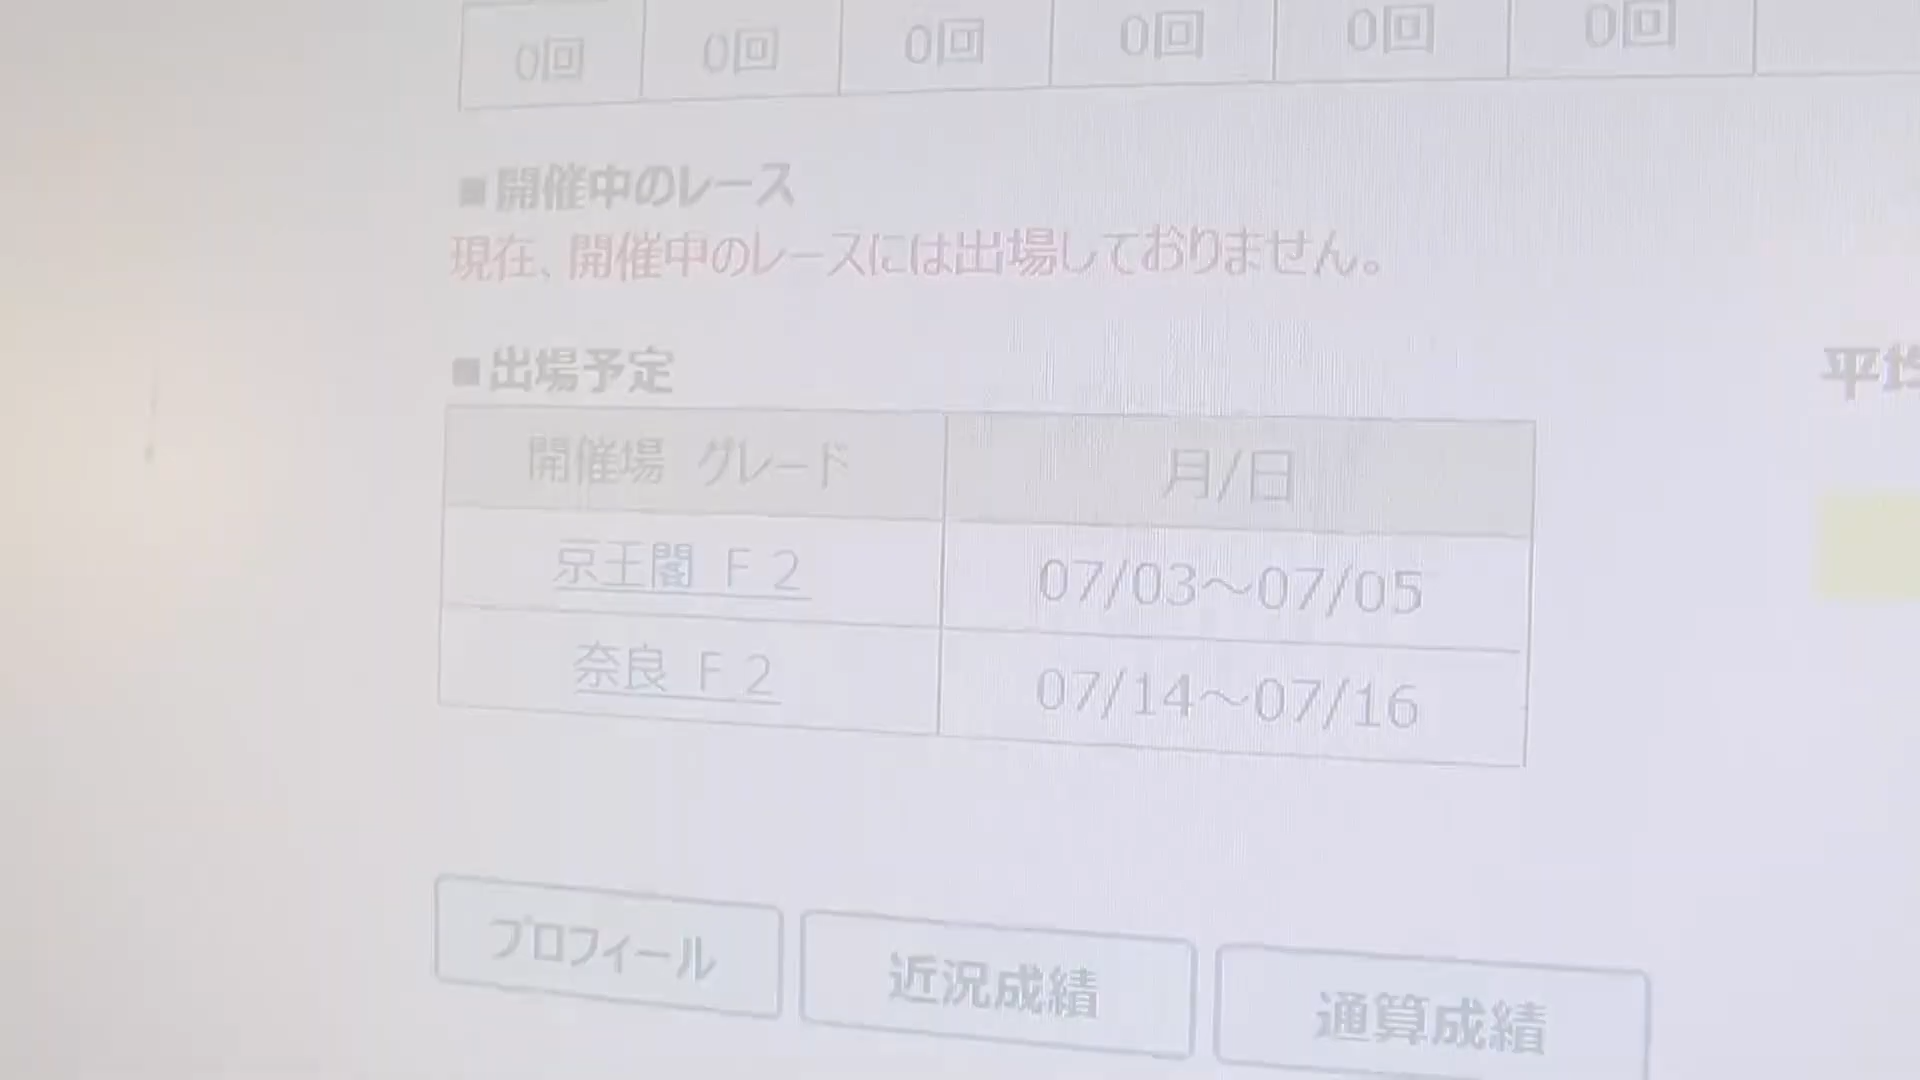 0回 0回 0回 0回 0回 0回
■開催中のレース
現在、開催中のレースには出場しておりません。
■出場予定
平均
開催場 グレード 月/日
京王閣 F2 07/03～07/05
奈良 F2 07/14～07/16
プロフィール 近況成績 通算成績